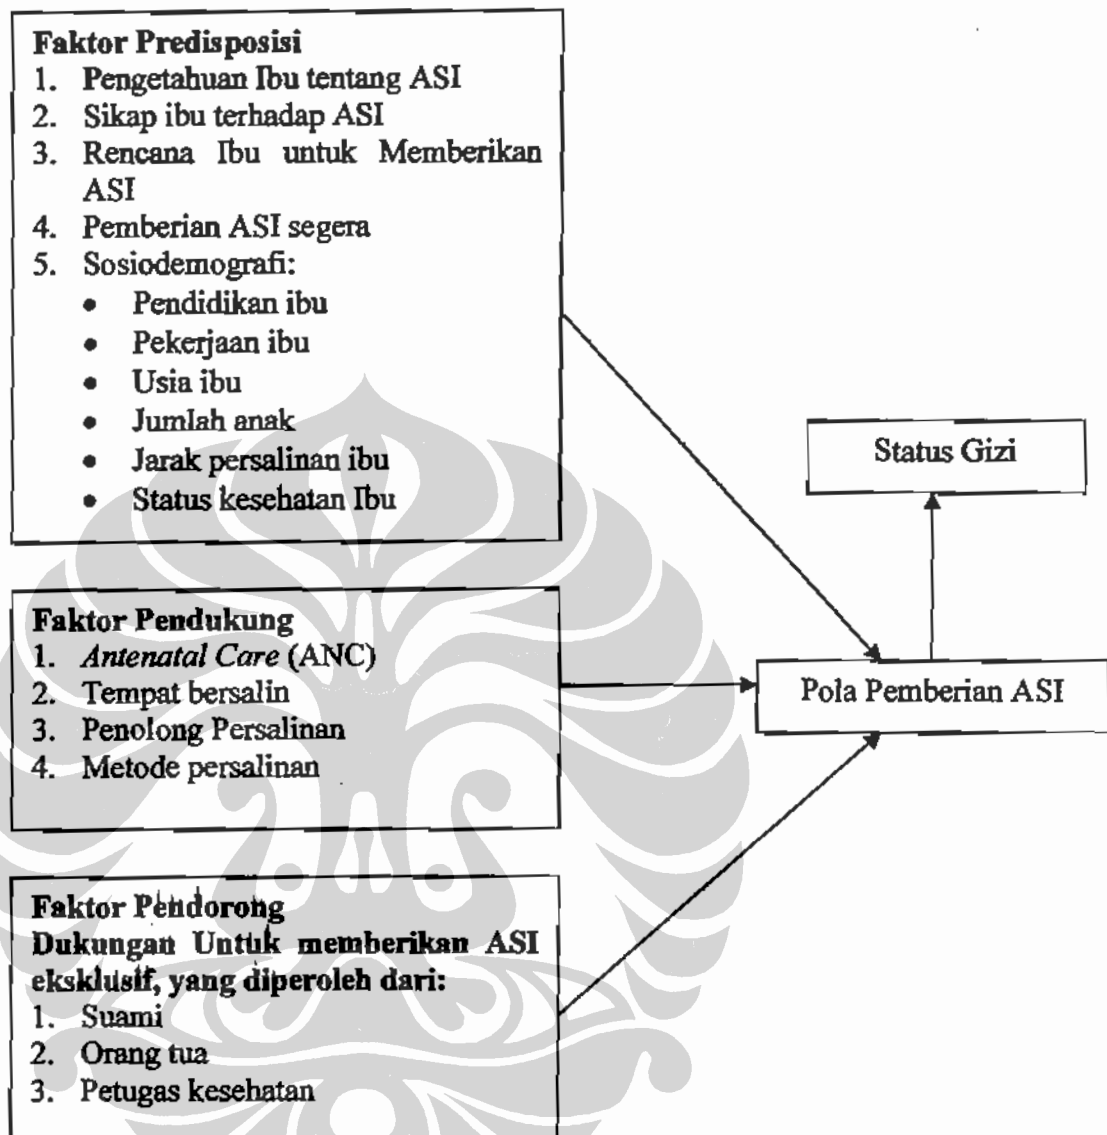 Faktor Predisposisi
1. Pengetahuan Ibu tentang ASI
2. Sikap ibu terhadap ASI
3. Rencana Ibu untuk Memberikan
ASI
4. Pemberian ASI segera
5. Sosiodemografi:
• Pendidikan ibu
• Pekerjaan ibu
• Usia ibu
• Jumlah anak
• Jarak persalinan ibu
• Status kesehatan Ibu
Faktor Pendukung
1. Antenatal Care (ANC)
2. Tempat bersalin
3. Penolong Persalinan
4. Metode persalinan
Faktor Pendorong
Dukungan Untuk memberikan ASI
eksklusif, yang diperoleh dari:
1. Suami
2. Orang tua
3. Petugas kesehatan
Status Gizi
Pola Pemberian ASI